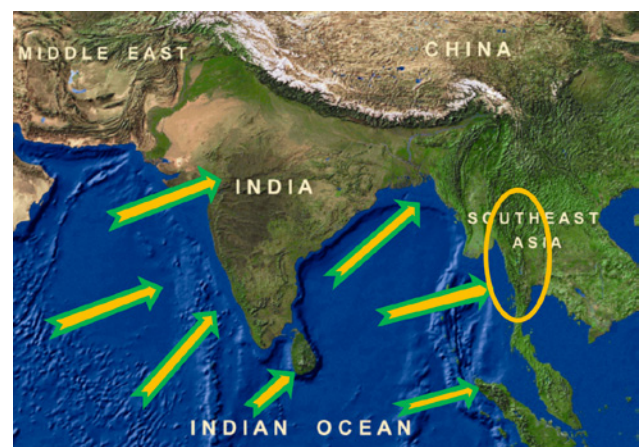 MIDDLE EAST
CHINA
INDIA
SOUTHEAST
ASIA
INDIAN OCEAN